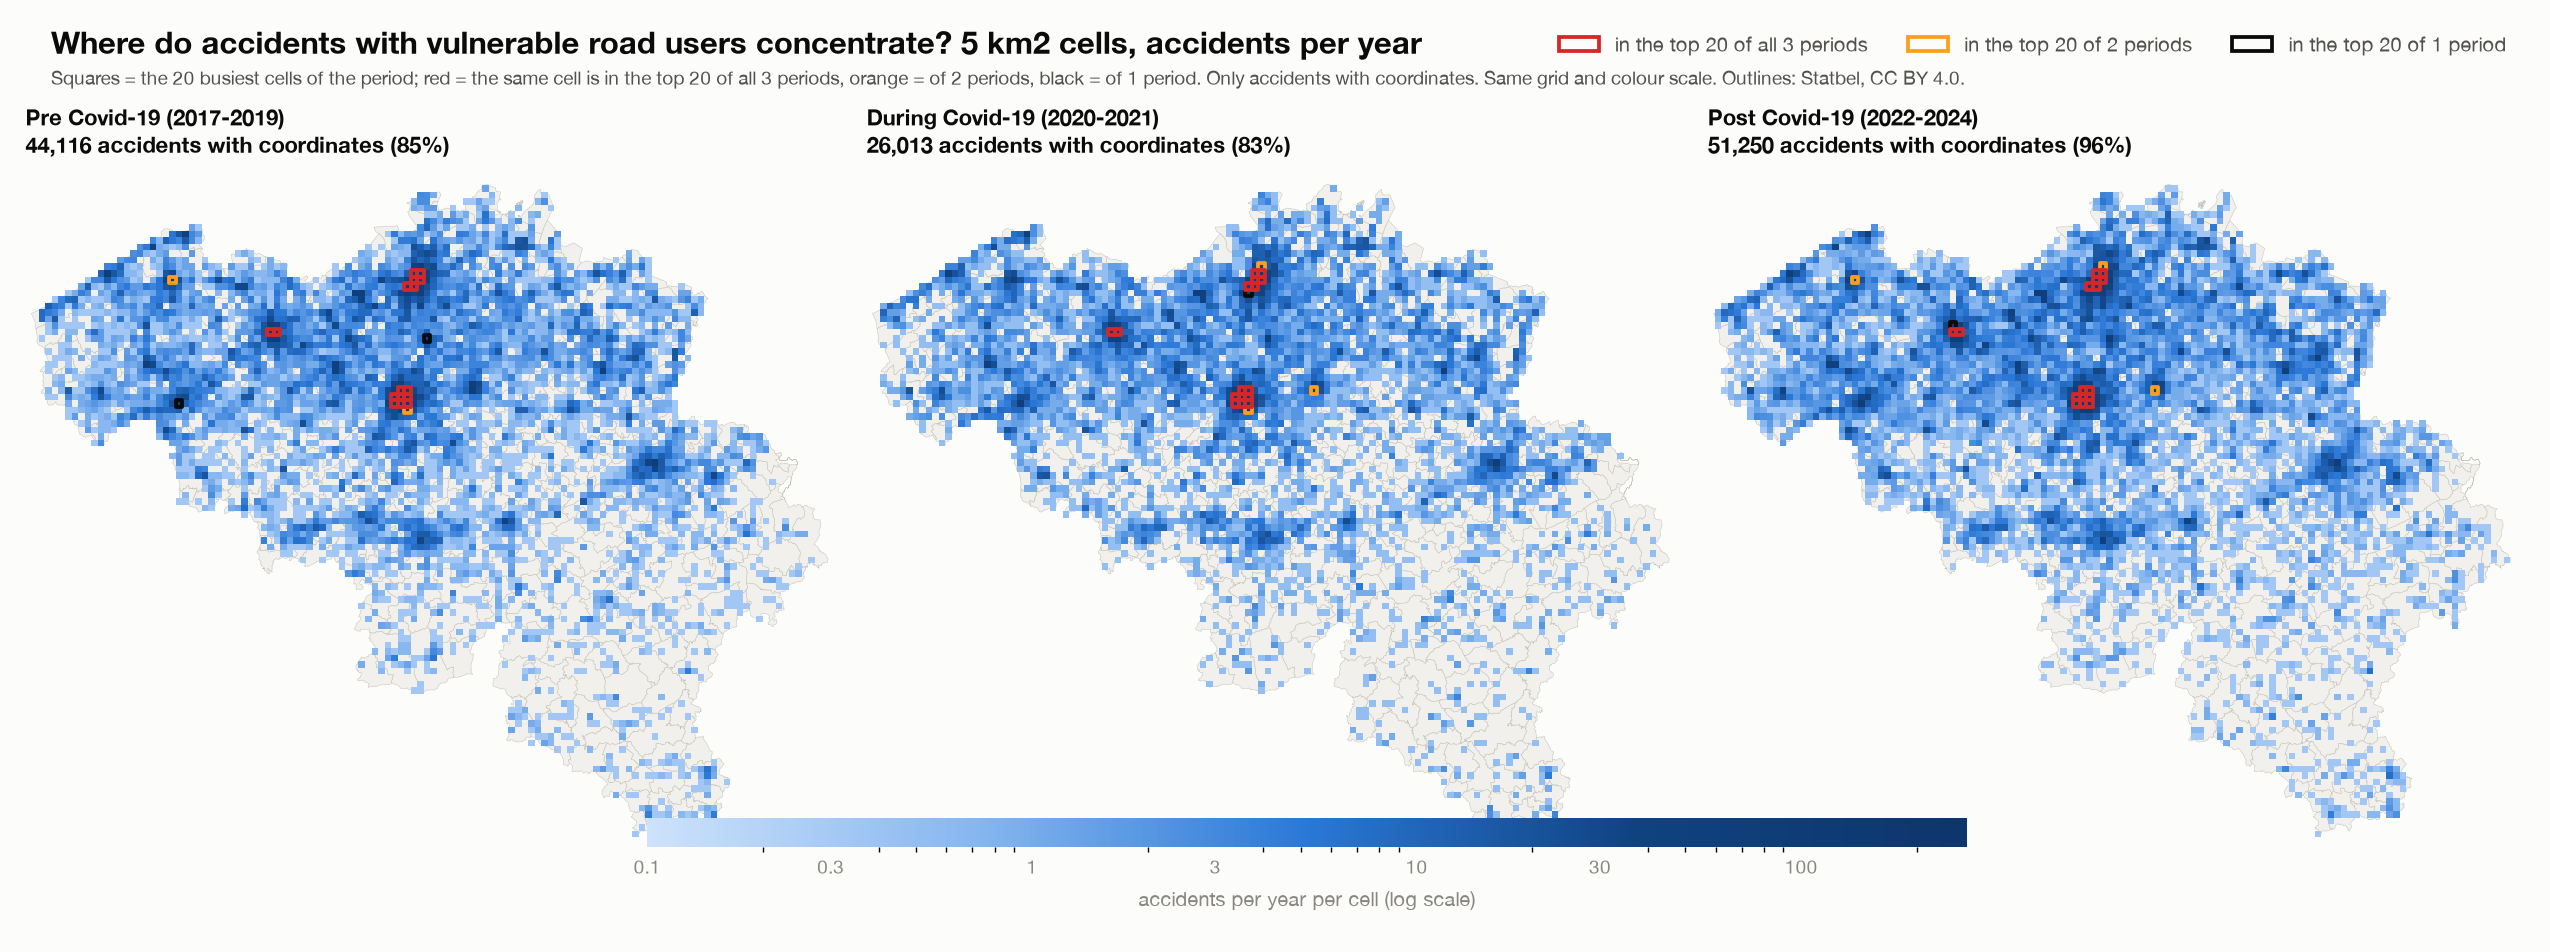 Where do accidents with vulnerable road users concentrate? 5 km2 cells, accidents per year
in the top 20 of all 3 periods
in the top 20 of 2 periods
in the top 20 of 1 period
Squares = the 20 busiest cells of the period; red = the same cell is in the top 20 of all 3 periods, orange = of 2 periods, black = of 1 period. Only accidents with coordinates. Same grid and colour scale. Outlines: Statbel, CC BY 4.0.
Pre Covid-19 (2017-2019)
44,116 accidents with coordinates (85%)
During Covid-19 (2020-2021)
26,013 accidents with coordinates (83%)
Post Covid-19 (2022-2024)
51,250 accidents with coordinates (96%)
0.1 0.3 1 3 10 30 100
accidents per year per cell (log scale)